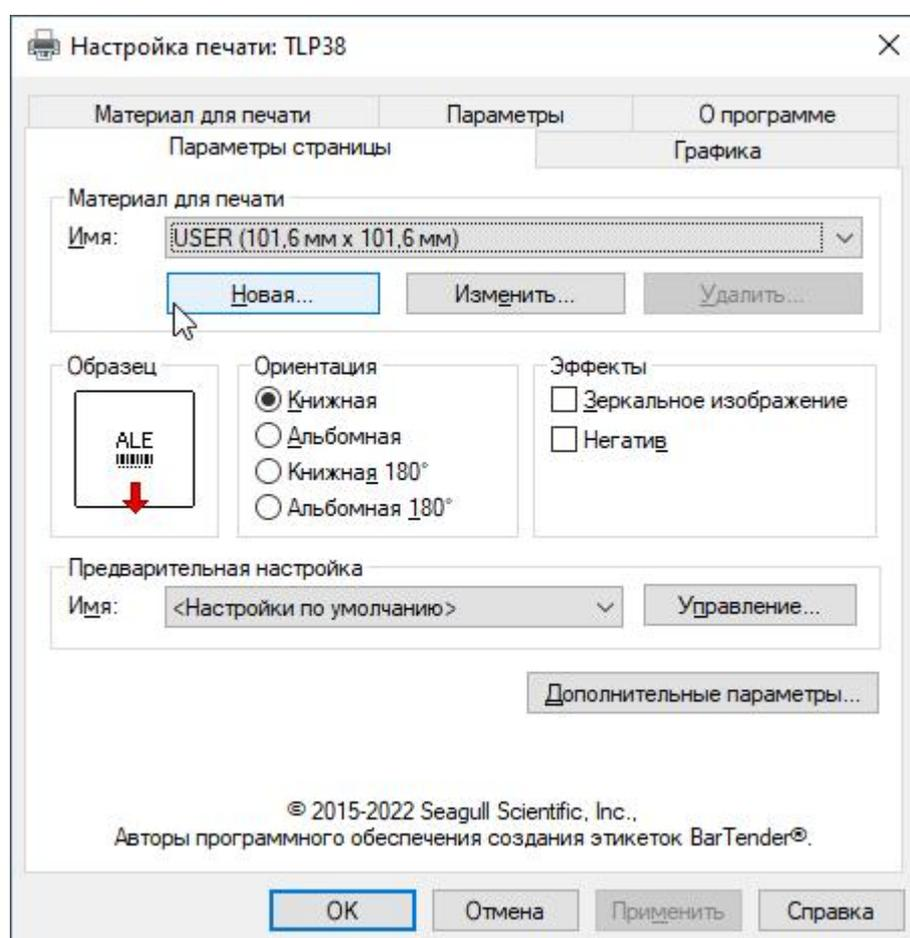 Настройка печати: TLP38
Материал для печати
Параметры
О программе
Параметры страницы
Графика
Материал для печати
Имя:
USER (101,6 мм x 101,6 мм)
Новая...
Изменить...
Удалить...
Образец
ALE
Ориентация
Книжная
Альбомная
Книжная 180°
Альбомная 180°
Эффекты
Зеркальное изображение
Негатив
Предварительная настройка
Имя:
<Настройки по умолчанию>
Управление...
Дополнительные параметры...
© 2015-2022 Seagull Scientific, Inc.,
Авторы программного обеспечения создания этикеток BarTender®.
OK
Отмена
Применить
Справка